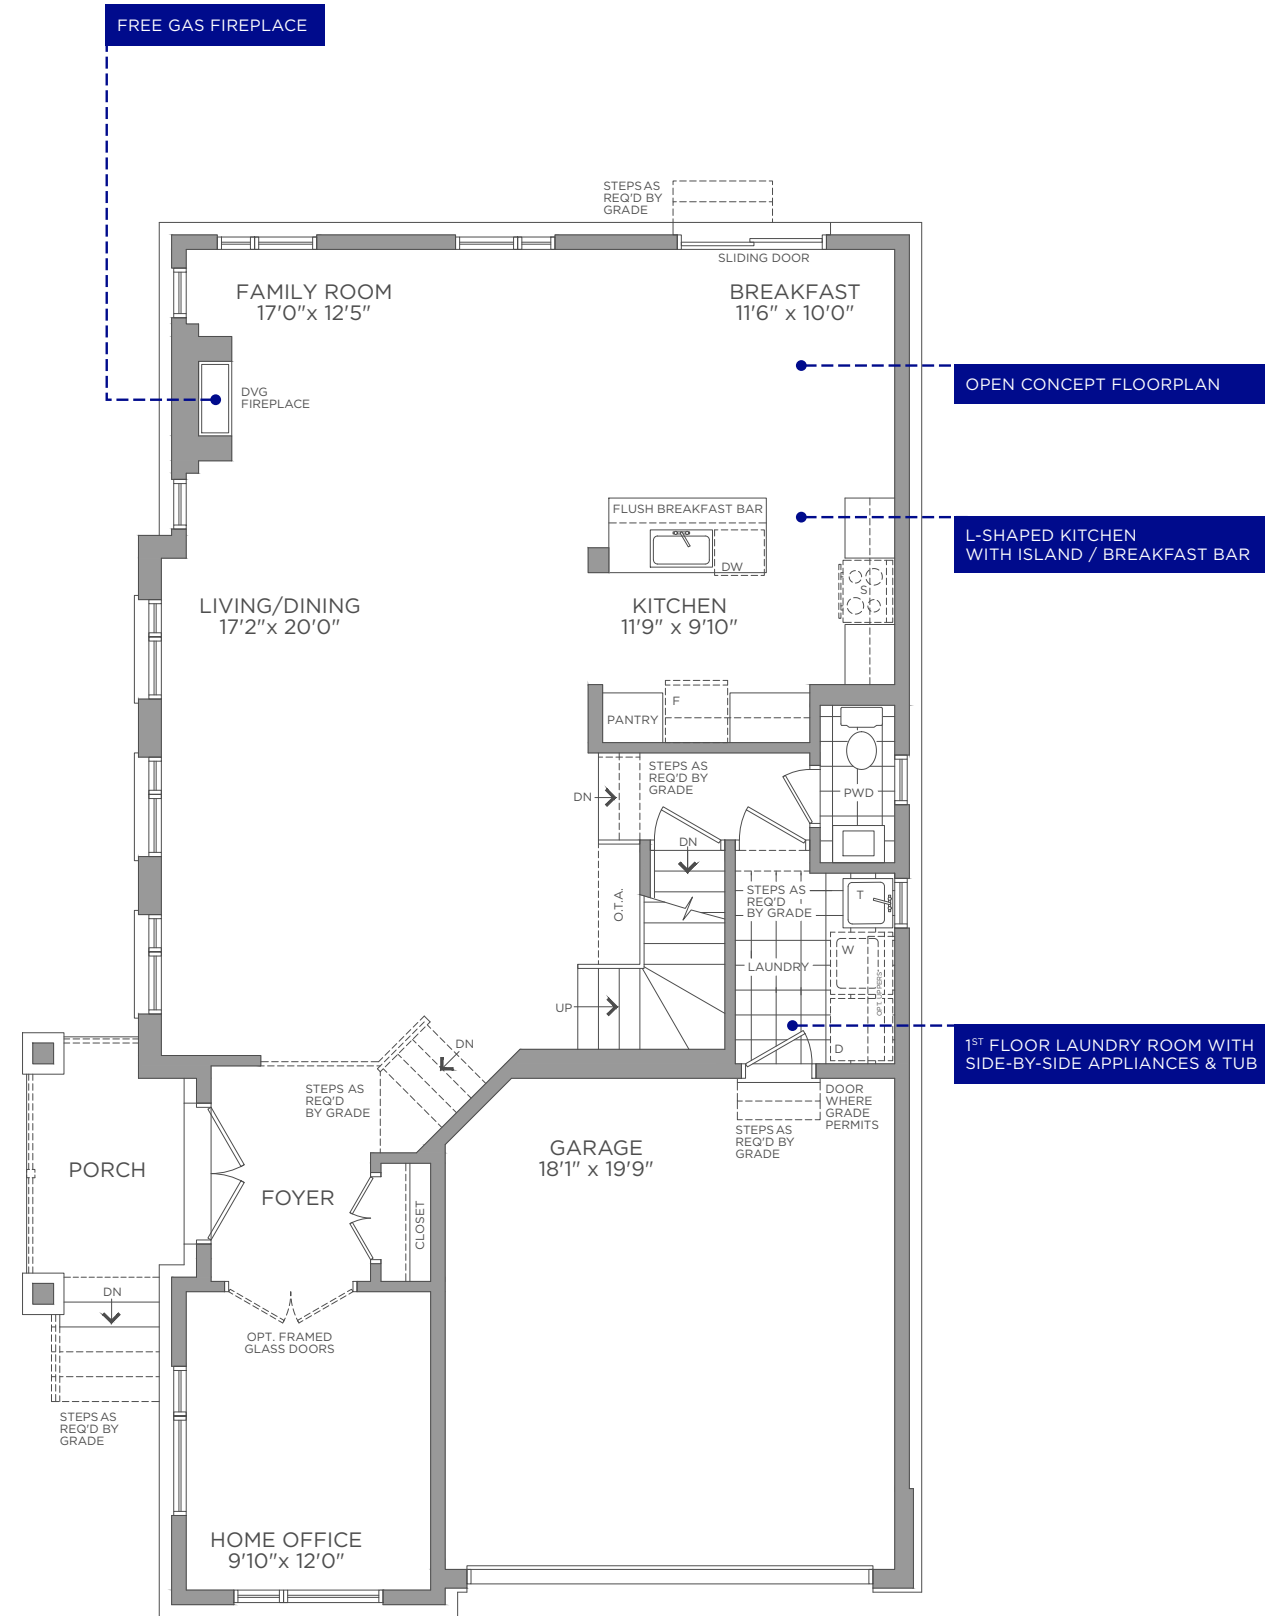 FREE GAS FIREPLACE
STEPS AS
REQ'D BY
GRADE
SLIDING DOOR
FAMILY ROOM
17'0"x 12'5"
BREAKFAST
11'6" x 10'0"
DVG
FIREPLACE
OPEN CONCEPT FLOORPLAN
FLUSH BREAKFAST BAR
DW
S
L-SHAPED KITCHEN
WITH ISLAND / BREAKFAST BAR
LIVING/DINING
17'2"x 20'0"
KITCHEN
11'9" x 9'10"
PANTRY
F
STEPS AS
REQ'D BY
GRADE
DN
PWD
DN
O.T.A.
STEPS AS
REQ'D
BY GRADE
T
W
LAUNDRY
OPT. UPPERS
UP
D
1ST FLOOR LAUNDRY ROOM WITH
SIDE-BY-SIDE APPLIANCES & TUB
DN
STEPS AS
REQ'D
BY GRADE
DOOR
WHERE
GRADE
PERMITS
STEPS AS
REQ'D BY
GRADE
GARAGE
18'1" x 19'9"
PORCH
FOYER
CLOSET
DN
OPT. FRAMED
GLASS DOORS
STEPS AS
REQ'D BY
GRADE
HOME OFFICE
9'10"x 12'0"